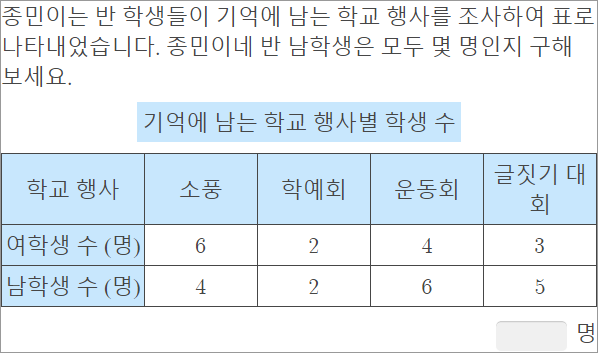 종민이는 반 학생들이 기억에 남는 학교 행사를 조사하여 표로
나타내었습니다. 종민이네 반 남학생은 모두 몇 명인지 구해
보세요.
기억에 남는 학교 행사별 학생 수
학교 행사 소풍 학예회 운동회 글짓기 대
회
여학생 수 (명) 6 2 4 3
남학생 수 (명) 4 2 6 5
명